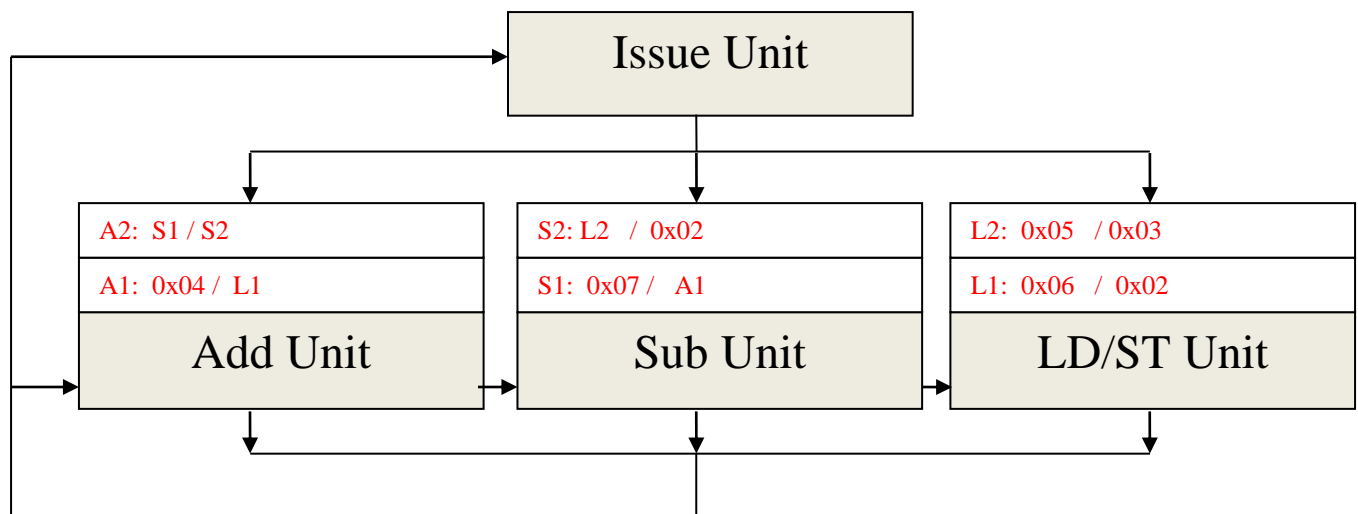 Issue Unit
A2: S1 / S2
S2: L2 / 0x02
L2: 0x05 / 0x03
A1: 0x04 / L1
S1: 0x07 / A1
L1: 0x06 / 0x02
Add Unit
Sub Unit
LD/ST Unit